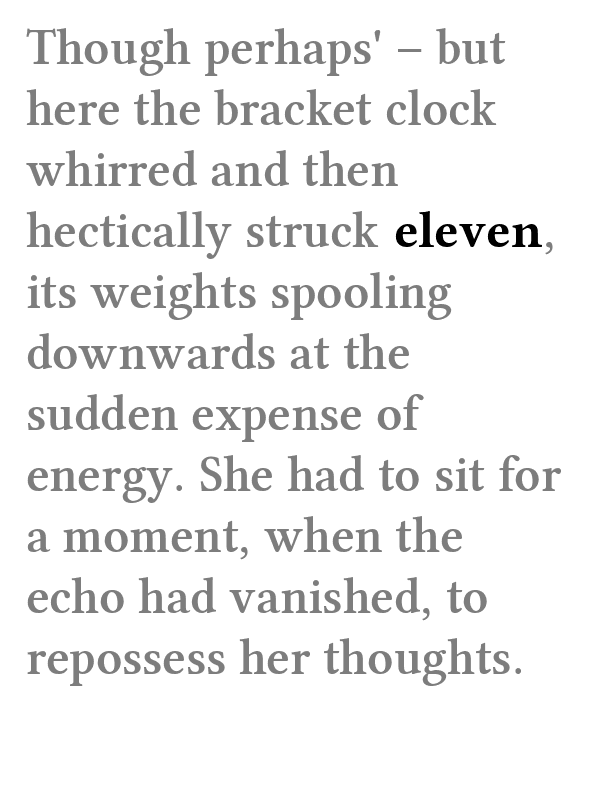 Though perhaps' – but
here the bracket clock
whirred and then
hectically struck eleven,
its weights spooling
downwards at the
sudden expense of
energy. She had to sit for
a moment, when the
echo had vanished, to
repossess her thoughts.